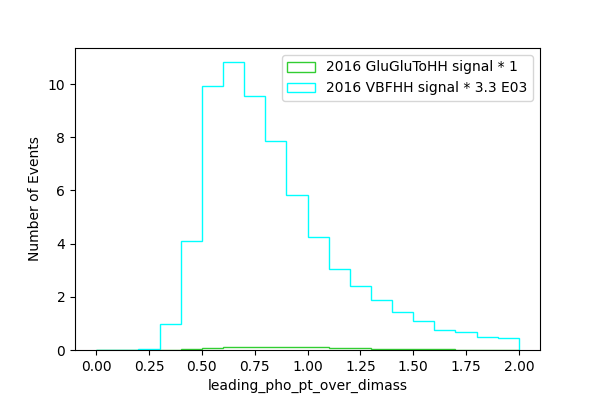 2016 GluGluToHH signal * 1
2016 VBFHH signal * 3.3 E03
Number of Events
10
8
6
4
2
0
0.00 0.25 0.50 0.75 1.00 1.25 1.50 1.75 2.00
leading_pho_pt_over_dimass